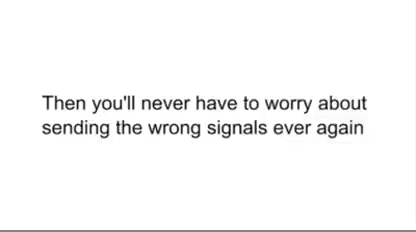 Then you'll never have to worry about
sending the wrong signals ever again